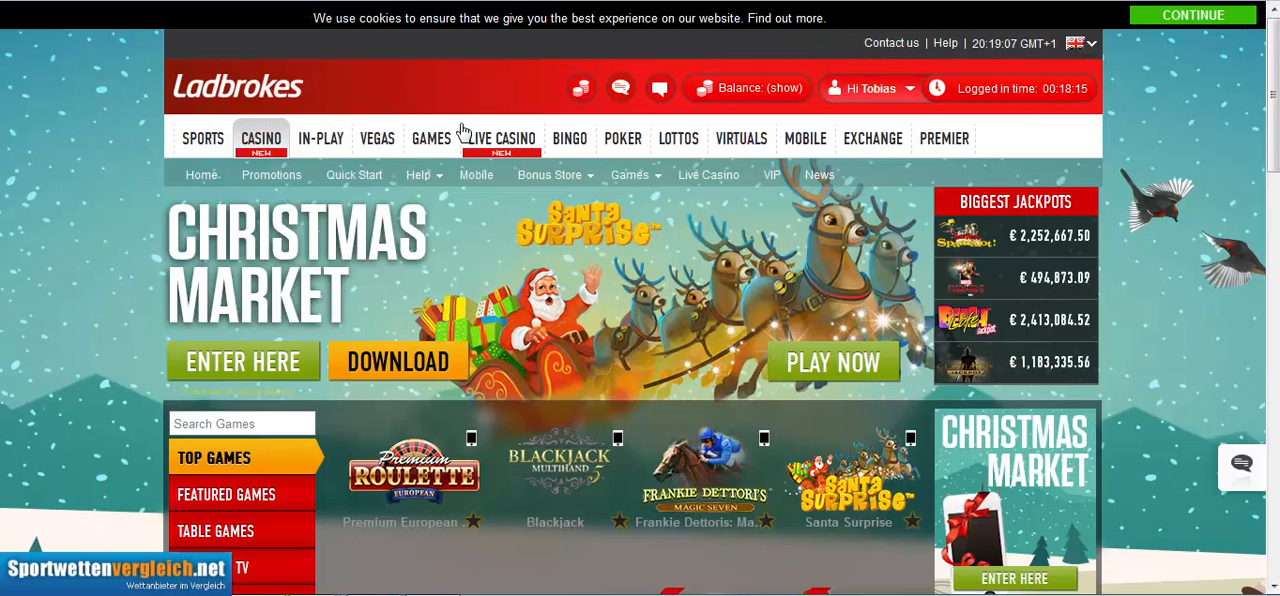 We use cookies to ensure that we give you the best experience on our website. Find out more.
CONTINUE
Contact us | Help | 20:19:07 GMT+1
Ladbrokes
Balance: (show)
Hi Tobias
Logged in time: 00:18:15
SPORTS CASINO IN-PLAY VEGAS GAMES LIVE CASINO BINGO POKER LOTTOS VIRTUALS MOBILE EXCHANGE PREMIER
NEW NEW
Home Promotions Quick Start Help Mobile Bonus Store Games Live Casino VIP News
CHRISTMAS
MARKET
SANTA
SURPRISE™
ENTER HERE
DOWNLOAD
PLAY NOW
BIGGEST JACKPOTS
€ 2,252,667.50
€ 494,873.09
€ 2,413,084.52
€ 1,183,335.56
Search Games
TOP GAMES
FEATURED GAMES
TABLE GAMES
TV
Premium
ROULETTE
EUROPEAN
Premium European
BLACKJACK
MULTIHAND 5
Blackjack
FRANKIE DETTORI'S
MAGIC SEVEN
Frankie Dettoris: Ma..
SANTA
SURPRISE
Santa Surprise
CHRISTMAS
MARKET
ENTER HERE
Sportwettenvergleich.net
Wettanbieter im Vergleich